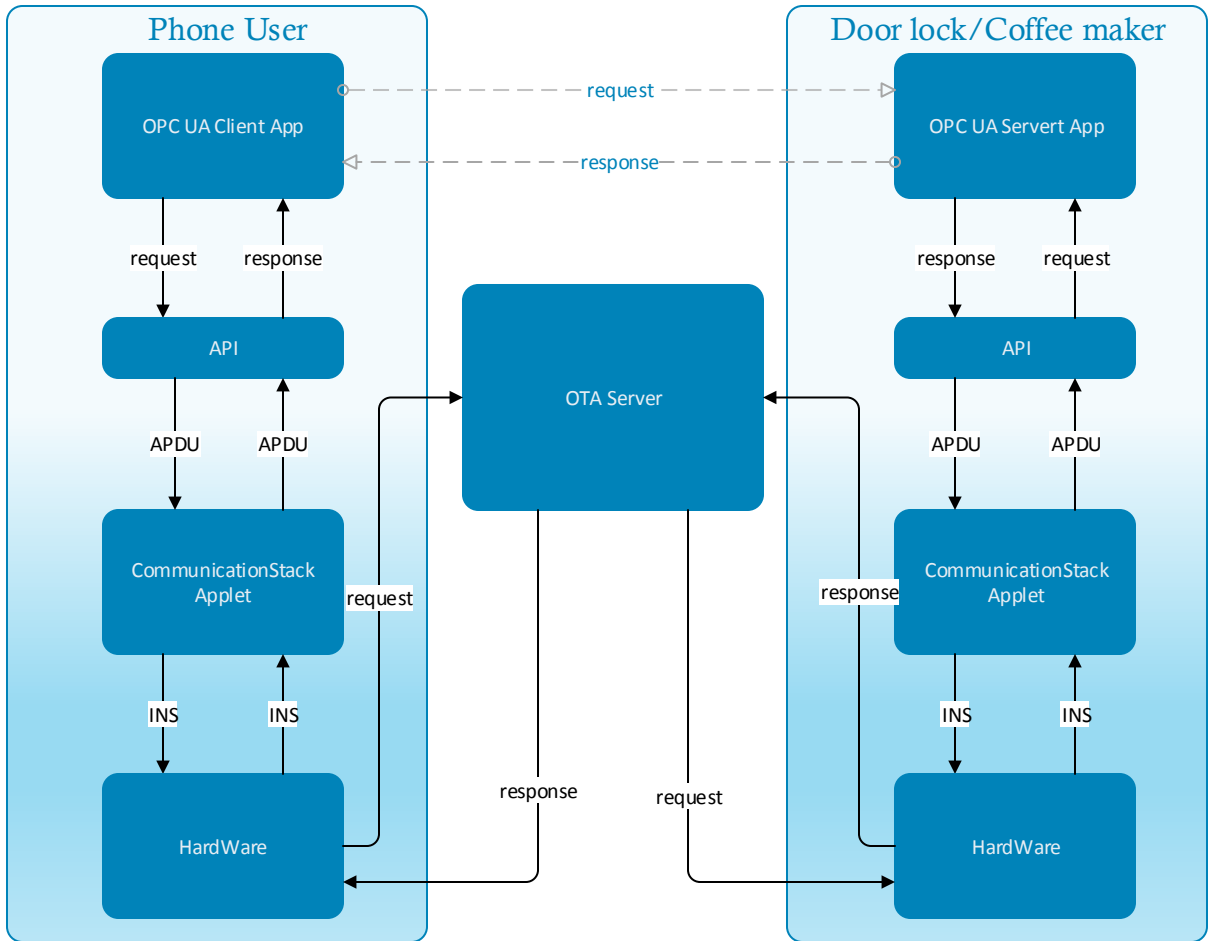 Phone User
Door lock/Coffee maker
OPC UA Client App
request
response
OPC UA Servert App
request
response
response
request
API
OTA Server
API
APDU
APDU
APDU
APDU
CommunicationStack
Applet
request
response
CommunicationStack
Applet
INS
INS
INS
INS
response
request
HardWare
HardWare